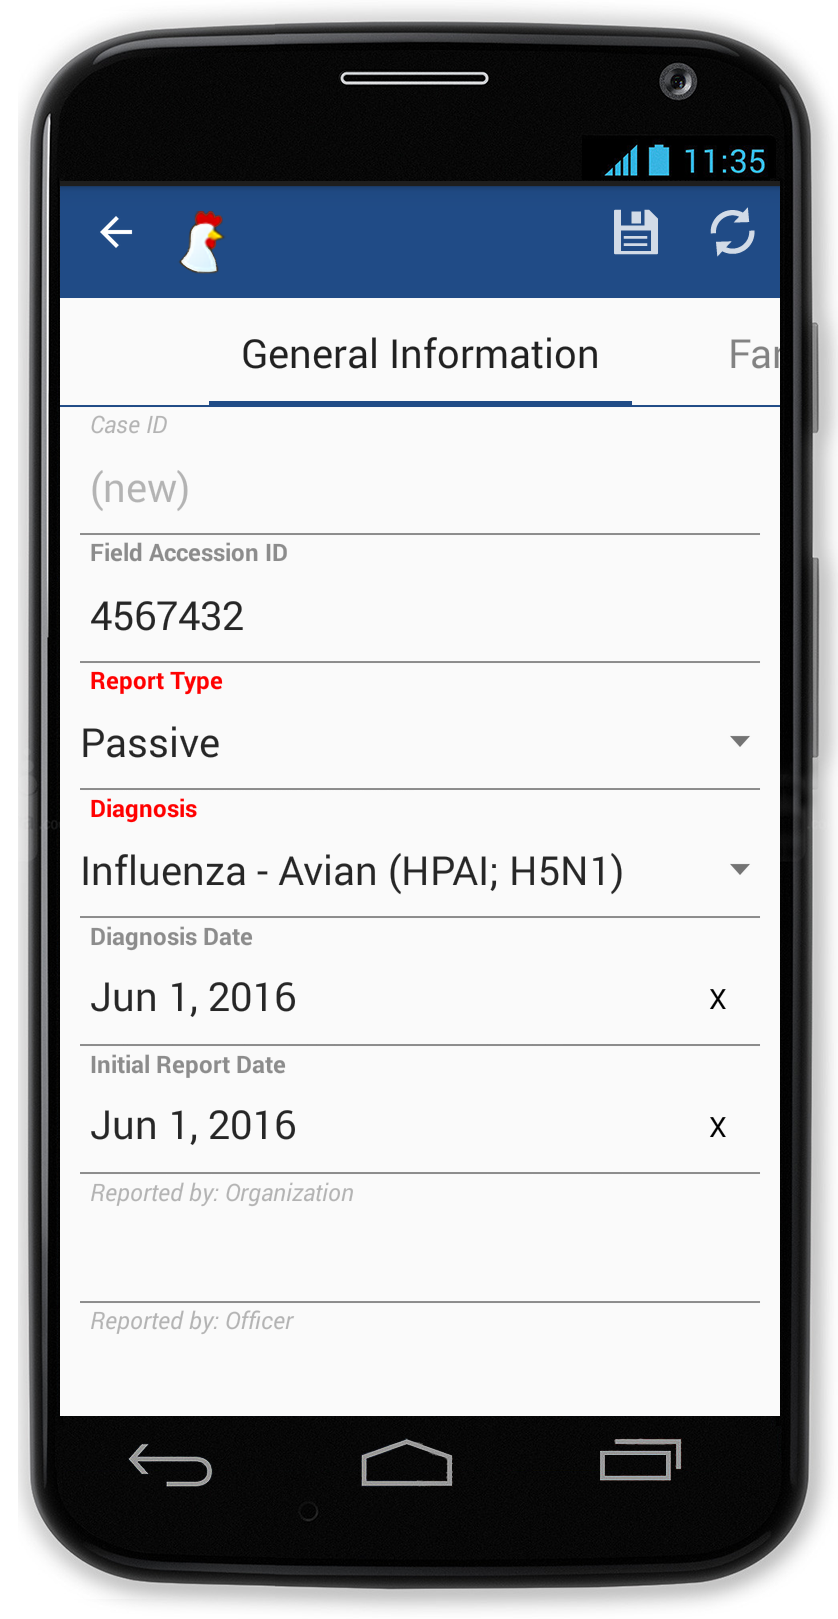 11:35
General Information
Far
Case ID
(new)
Field Accession ID
4567432
Report Type
Passive
Diagnosis
Influenza - Avian (HPAI; H5N1)
Diagnosis Date
Jun 1, 2016
X
Initial Report Date
Jun 1, 2016
X
Reported by: Organization
Reported by: Officer